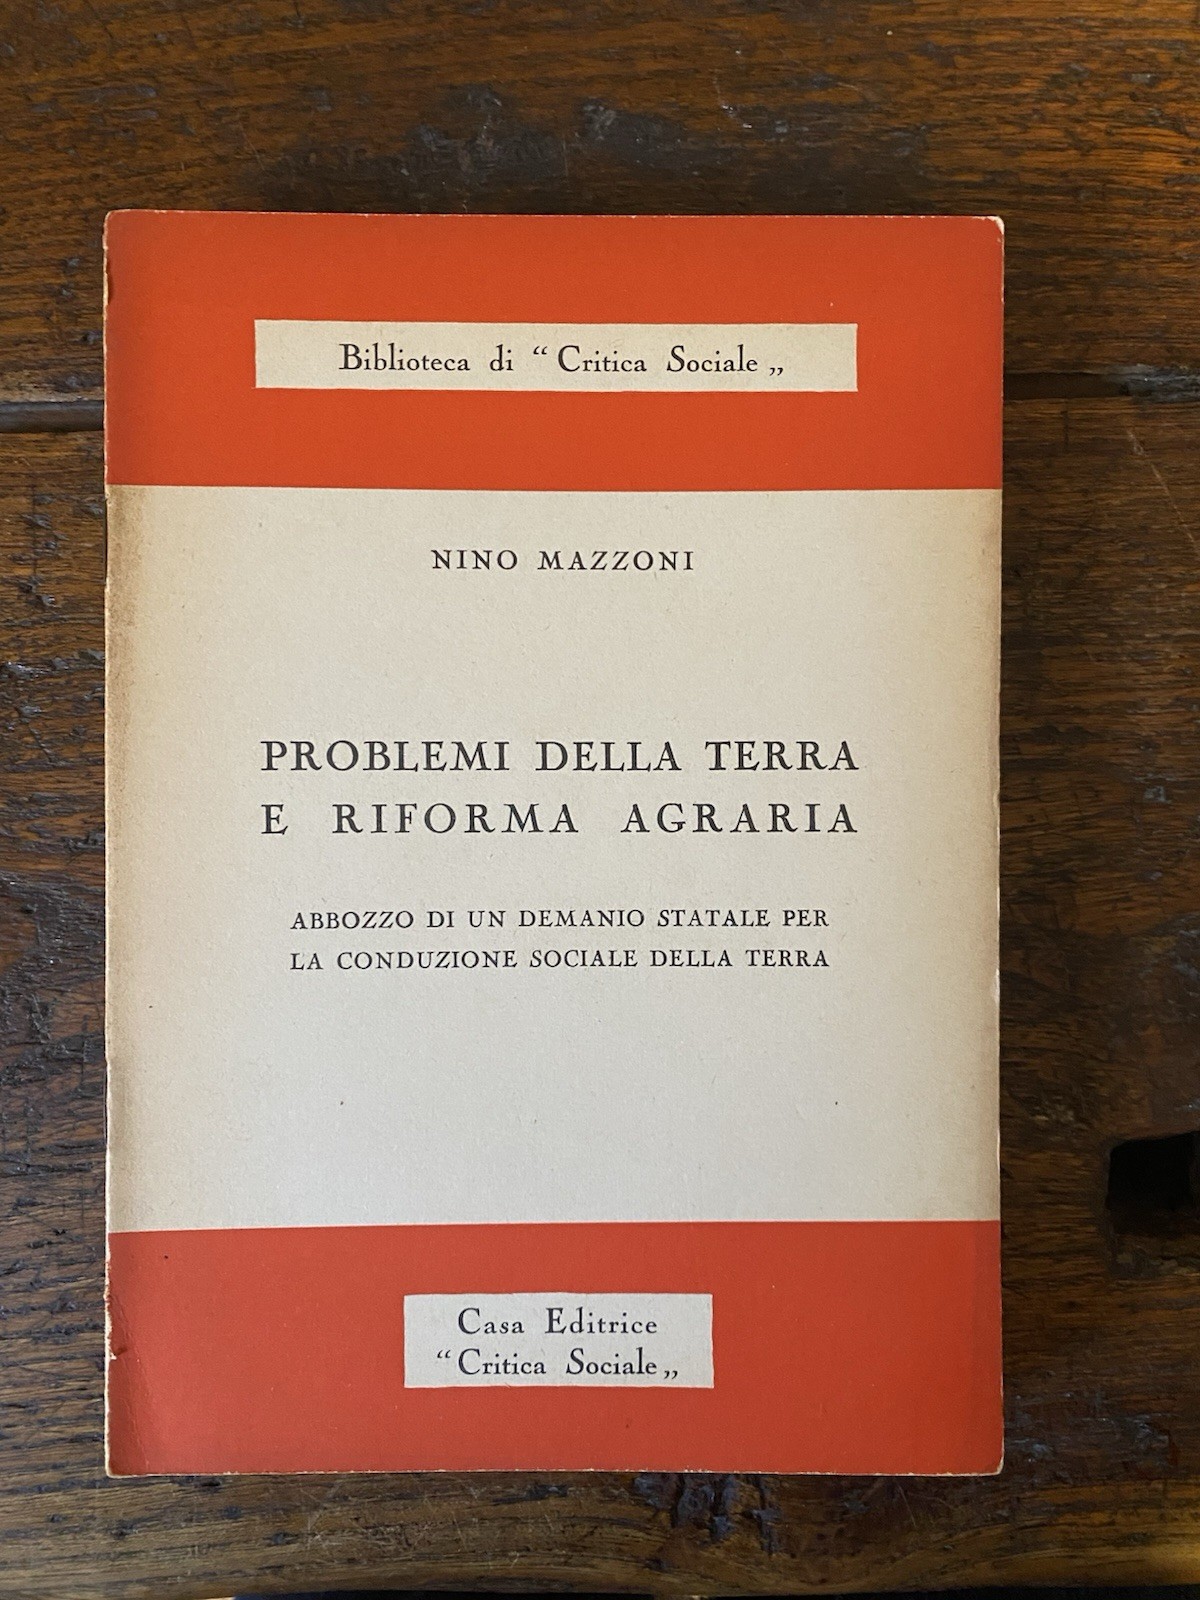 Biblioteca di “ Critica Sociale „
NINO MAZZONI
PROBLEMI DELLA TERRA
E RIFORMA AGRARIA
ABBOZZO DI UN DEMANIO STATALE PER
LA CONDUZIONE SOCIALE DELLA TERRA
Casa Editrice
“Critica Sociale„